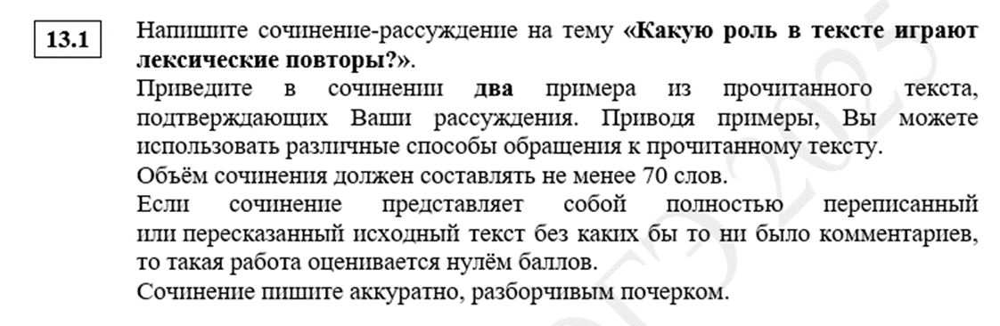 13.1
Напишите сочинение-рассуждение на тему «Какую роль в тексте играют
лексические повторы?».
Приведите в сочинении два примера из прочитанного текста,
подтверждающих Ваши рассуждения. Приводя примеры, Вы можете
использовать различные способы обращения к прочитанному тексту.
Объём сочинения должен составлять не менее 70 слов.
Если сочинение представляет собой полностью переписанный
или пересказанный исходный текст без каких бы то ни было комментариев,
то такая работа оценивается нулём баллов.
Сочинение пишите аккуратно, разборчивым почерком.
ОГЭ 2025